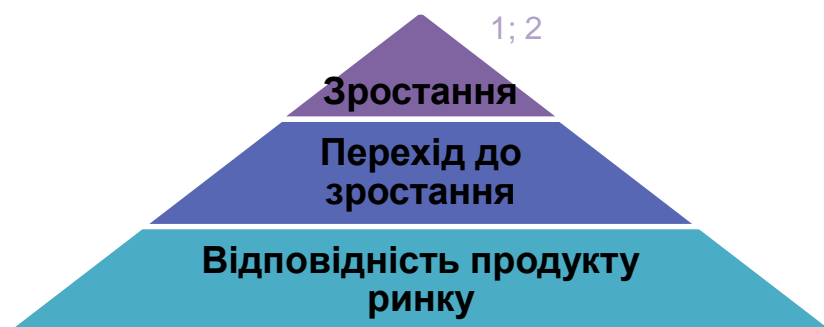 1; 2
Зростання
Перехід до
зростання
Відповідність продукту
ринку